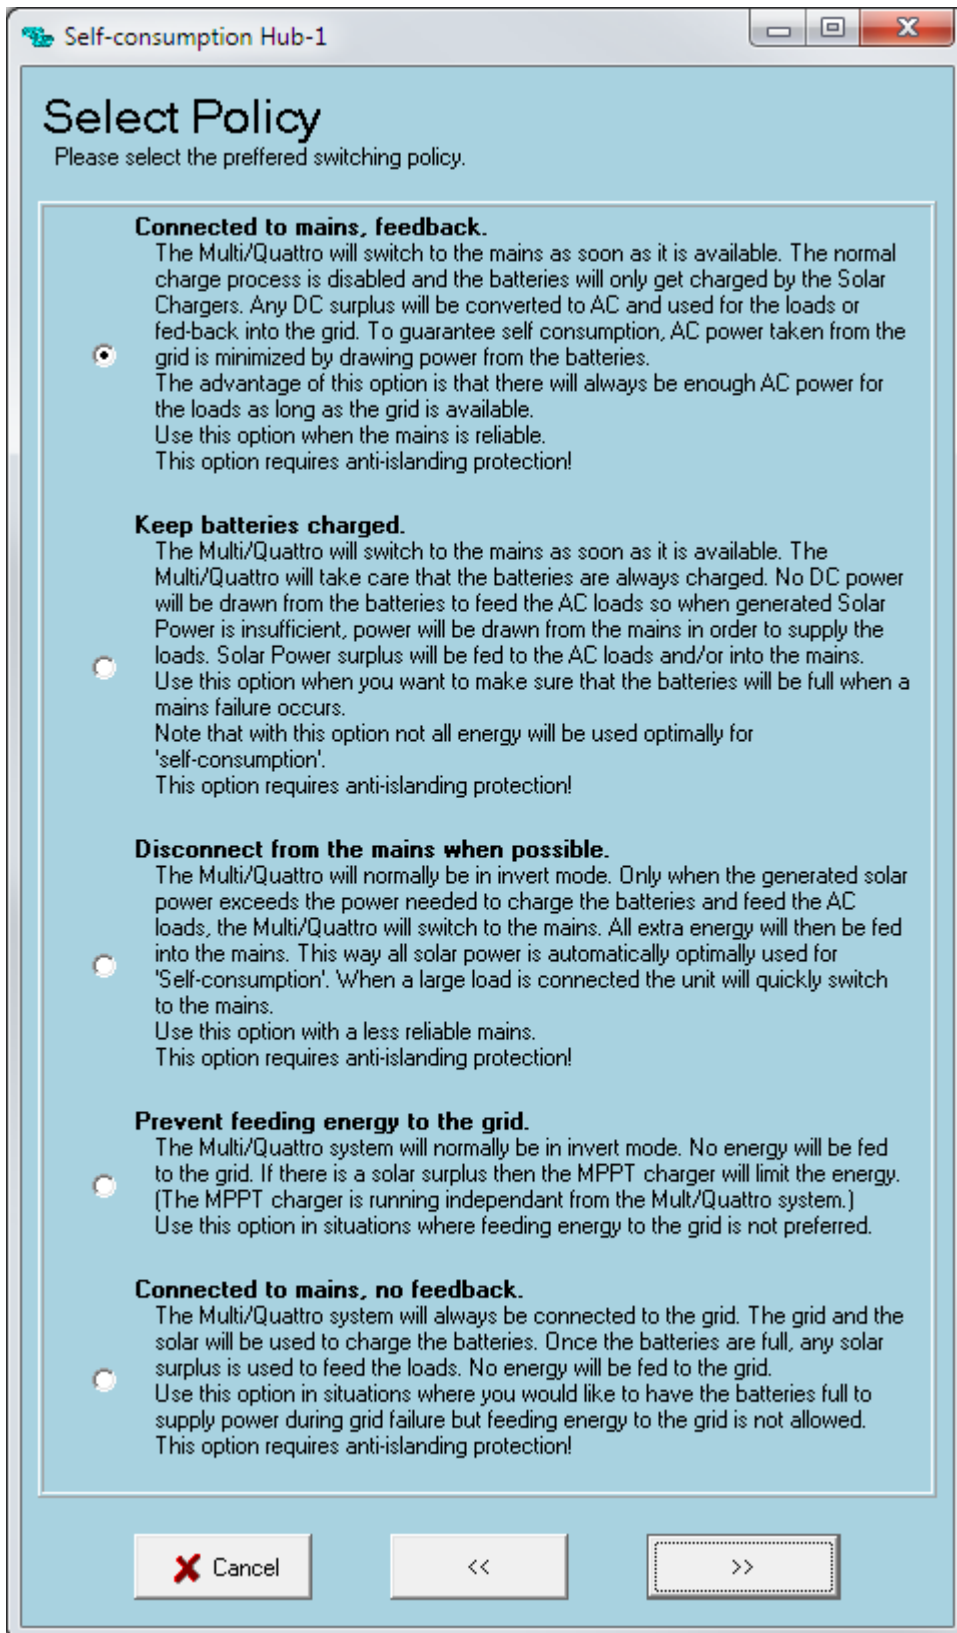 Self-consumption Hub-1
Select Policy
Please select the preffered switching policy.
Connected to mains, feedback.
The Multi/Quattro will switch to the mains as soon as it is available. The normal
charge process is disabled and the batteries will only get charged by the Solar
Chargers. Any DC surplus will be converted to AC and used for the loads or
fed-back into the grid. To guarantee self consumption, AC power taken from the
grid is minimized by drawing power from the batteries.
The advantage of this option is that there will always be enough AC power for
the loads as long as the grid is available.
Use this option when the mains is reliable.
This option requires anti-islanding protection!
Keep batteries charged.
The Multi/Quattro will switch to the mains as soon as it is available. The
Multi/Quattro will take care that the batteries are always charged. No DC power
will be drawn from the batteries to feed the AC loads so when generated Solar
Power is insufficient, power will be drawn from the mains in order to supply the
loads. Solar Power surplus will be fed to the AC loads and/or into the mains.
Use this option when you want to make sure that the batteries will be full when a
mains failure occurs.
Note that with this option not all energy will be used optimally for
'self-consumption'.
This option requires anti-islanding protection!
Disconnect from the mains when possible.
The Multi/Quattro will normally be in invert mode. Only when the generated solar
power exceeds the power needed to charge the batteries and feed the AC
loads, the Multi/Quattro will switch to the mains. All extra energy will then be fed
into the mains. This way all solar power is automatically optimally used for
'Self-consumption'. When a large load is connected the unit will quickly switch
to the mains.
Use this option with a less reliable mains.
This option requires anti-islanding protection!
Prevent feeding energy to the grid.
The Multi/Quattro system will normally be in invert mode. No energy will be fed
to the grid. If there is a solar surplus then the MPPT charger will limit the energy.
(The MPPT charger is running independant from the Mult/Quattro system.)
Use this option in situations where feeding energy to the grid is not preferred.
Connected to mains, no feedback.
The Multi/Quattro system will always be connected to the grid. The grid and the
solar will be used to charge the batteries. Once the batteries are full, any solar
surplus is used to feed the loads. No energy will be fed to the grid.
Use this option in situations where you would like to have the batteries full to
supply power during grid failure but feeding energy to the grid is not allowed.
This option requires anti-islanding protection!
Cancel << >>